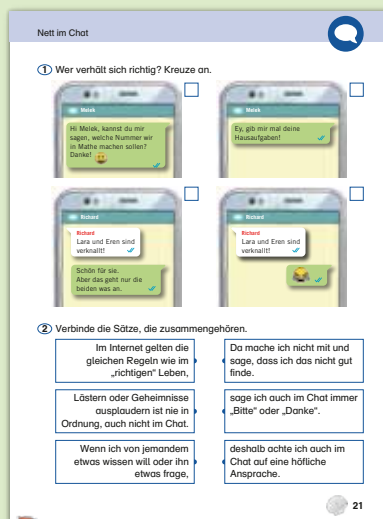 Nett im Chat
1 Wer verhält sich richtig? Kreuze an.
Melek
Hi Melek, kannst du mir
sagen, welche Nummer wir
in Mathe machen sollen?
Danke!
Melek
Ey, gib mir mal deine
Hausaufgaben!
Richard
Richard
Lara und Eren sind
verknallt!
Schön für sie.
Aber das geht nur die
beiden was an.
Richard
Richard
Lara und Eren sind
verknallt!
2 Verbinde die Sätze, die zusammengehören.
Im Internet gelten die
gleichen Regeln wie im
„richtigen“ Leben,
Lästern oder Geheimnisse
ausplaudern ist nie in
Ordnung, auch nicht im Chat.
Wenn ich von jemandem
etwas wissen will oder ihn
etwas frage,
Da mache ich nicht mit und
sage, dass ich das nicht gut
finde.
sage ich auch im Chat immer
„Bitte“ oder „Danke“.
deshalb achte ich auch im
Chat auf eine höfliche
Ansprache.
21